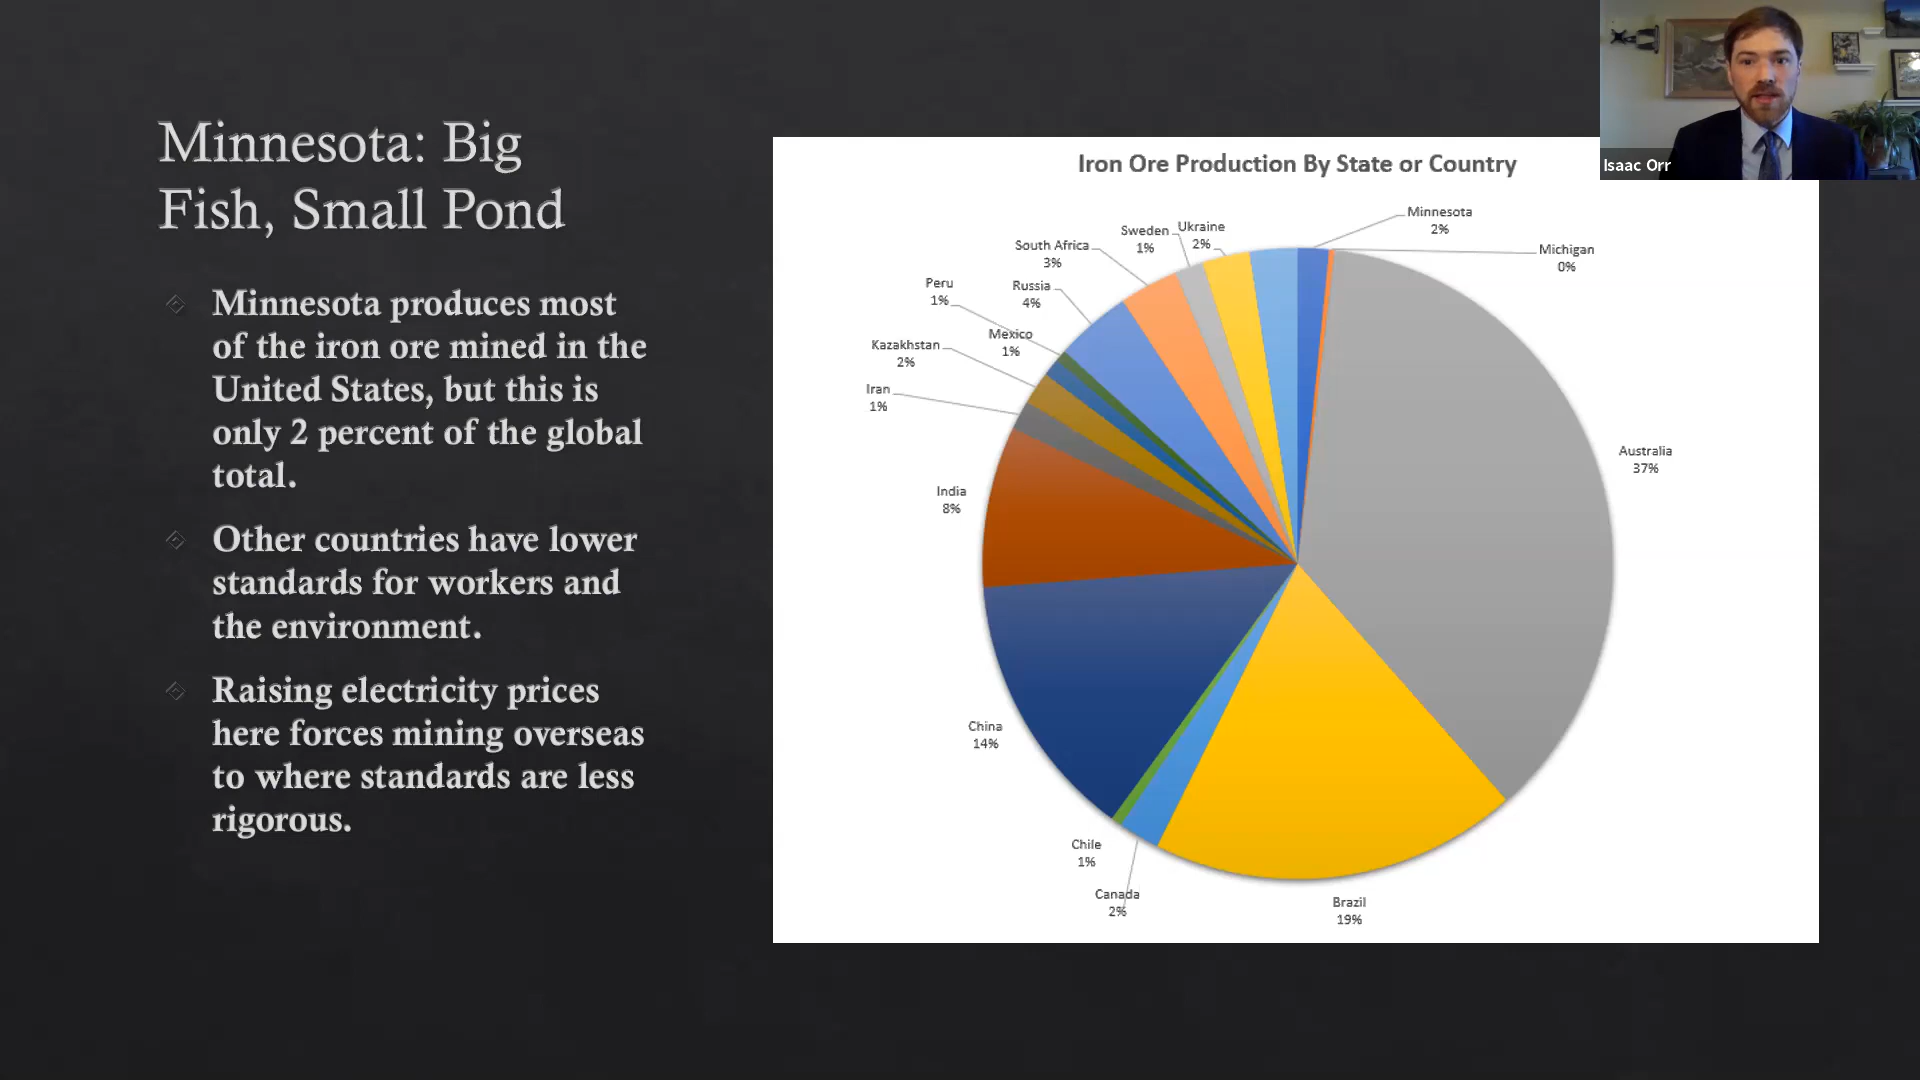 Minnesota: Big
Fish, Small Pond
Minnesota produces most
of the iron ore mined in the
United States, but this is
only 2 percent of the global
total.
Other countries have lower
standards for workers and
the environment.
Raising electricity prices
here forces mining overseas
to where standards are less
rigorous.
Iron Ore Production By State or Country
Minnesota
2%
Michigan
0%
Australia
37%
Brazil
19%
Canada
2%
Chile
1%
China
14%
India
8%
Iran
1%
Kazakhstan
2%
Mexico
1%
Peru
1%
Russia
4%
South Africa
3%
Sweden
1%
Ukraine
2%
Isaac Orr